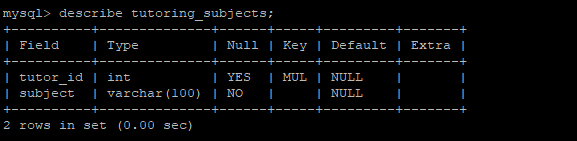 mysql> describe tutoring_subjects;
+----------+--------------+------+-----+---------+-------+
| Field    | Type         | Null | Key | Default | Extra |
+----------+--------------+------+-----+---------+-------+
| tutor_id | int          | YES  | MUL | NULL    |       |
| subject  | varchar(100) | NO   |     | NULL    |       |
+----------+--------------+------+-----+---------+-------+
2 rows in set (0.00 sec)